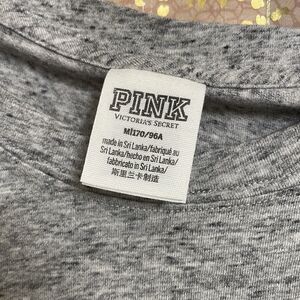 PINK
VICTORIA'S SECRET
M|170/96A
made in Sri Lanka/fabriqué au
Sri Lanka/hecho en Sri Lanka/
fabbricato in Sri Lanka/
斯里兰卡制造